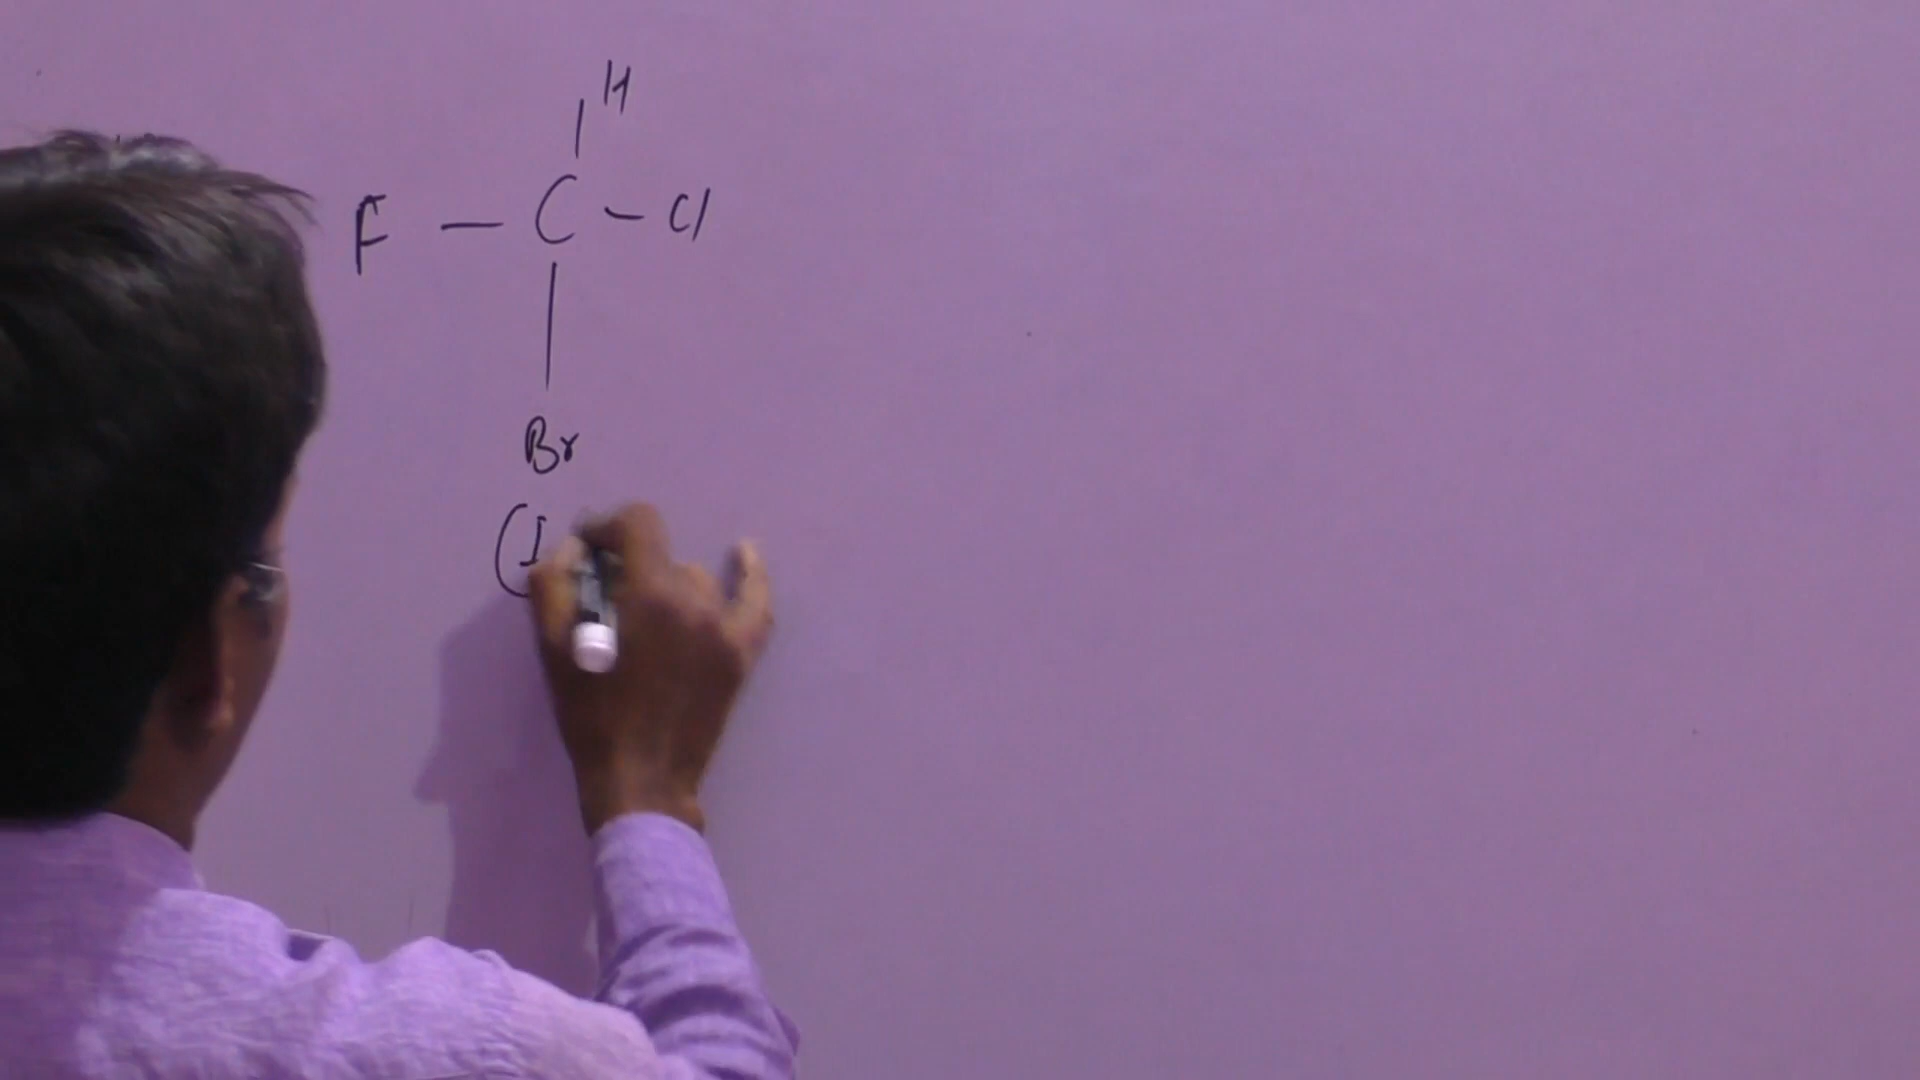 H
F — C — Cl
Br
(I